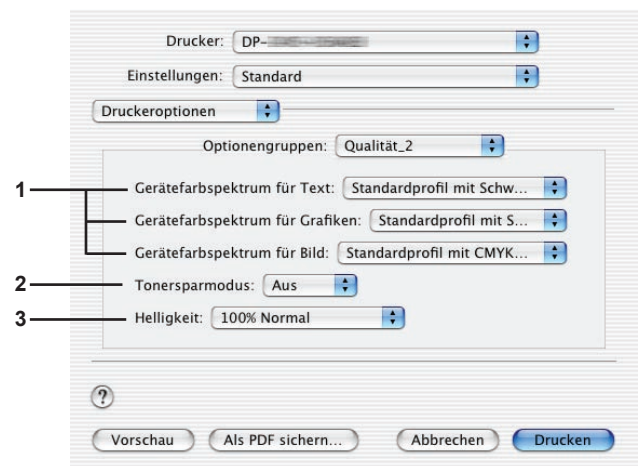 Drucker: DP-
Einstellungen: Standard
Druckeroptionen
Optionengruppen: Qualität_2
1 Gerätefarbspektrum für Text: Standardprofil mit Schw...
Gerätefarbspektrum für Grafiken: Standardprofil mit S...
Gerätefarbspektrum für Bild: Standardprofil mit CMYK...
2 Tonersparmodus: Aus
3 Helligkeit: 100% Normal
?
Vorschau Als PDF sichern... Abbrechen Drucken